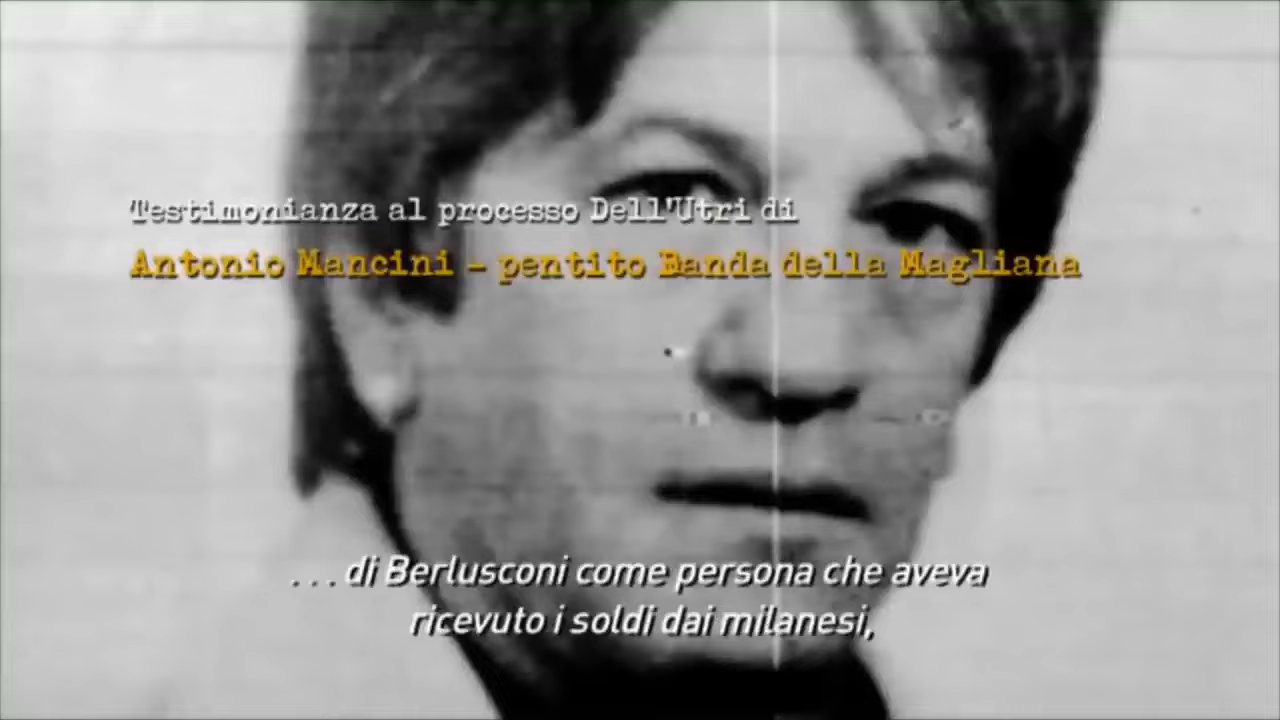 Testimonianza al processo Dell'Utri di
Antonio Mancini - pentito Banda della Magliana
... di Berlusconi come persona che aveva
ricevuto i soldi dai milanesi,